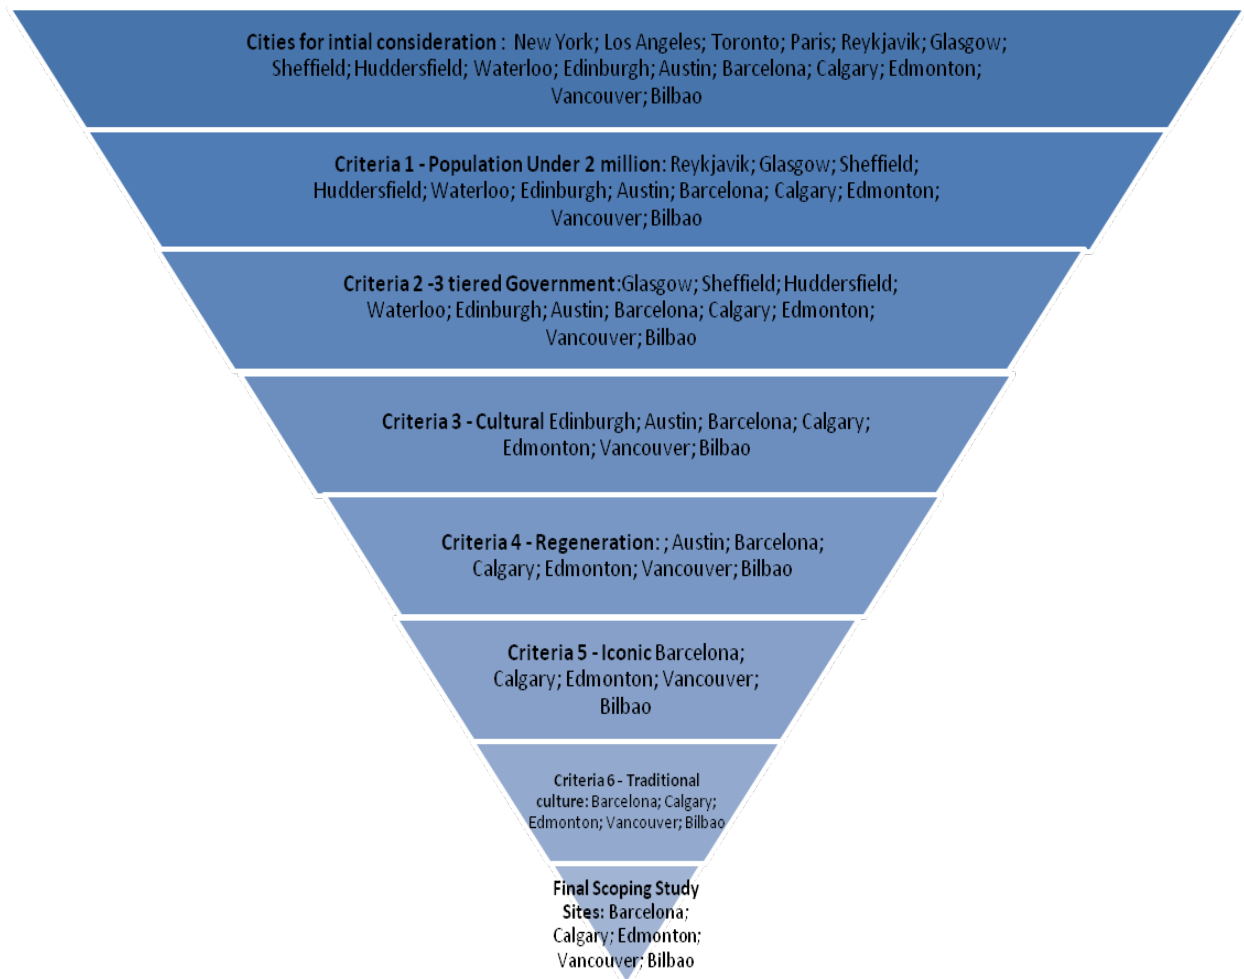 Cities for intial consideration : New York; Los Angeles; Toronto; Paris; Reykjavik; Glasgow;
Sheffield; Huddersfield; Waterloo; Edinburgh; Austin; Barcelona; Calgary; Edmonton;
Vancouver; Bilbao
Criteria 1 - Population Under 2 million: Reykjavik; Glasgow; Sheffield;
Huddersfield; Waterloo; Edinburgh; Austin; Barcelona; Calgary; Edmonton;
Vancouver; Bilbao
Criteria 2 -3 tiered Government:Glasgow; Sheffield; Huddersfield;
Waterloo; Edinburgh; Austin; Barcelona; Calgary; Edmonton;
Vancouver; Bilbao
Criteria 3 - Cultural Edinburgh; Austin; Barcelona; Calgary;
Edmonton; Vancouver; Bilbao
Criteria 4 - Regeneration: ; Austin; Barcelona;
Calgary; Edmonton; Vancouver; Bilbao
Criteria 5 - Iconic Barcelona;
Calgary; Edmonton; Vancouver;
Bilbao
Criteria 6 - Traditional
culture: Barcelona; Calgary;
Edmonton; Vancouver; Bilbao
Final Scoping Study
Sites: Barcelona;
Calgary; Edmonton;
Vancouver; Bilbao